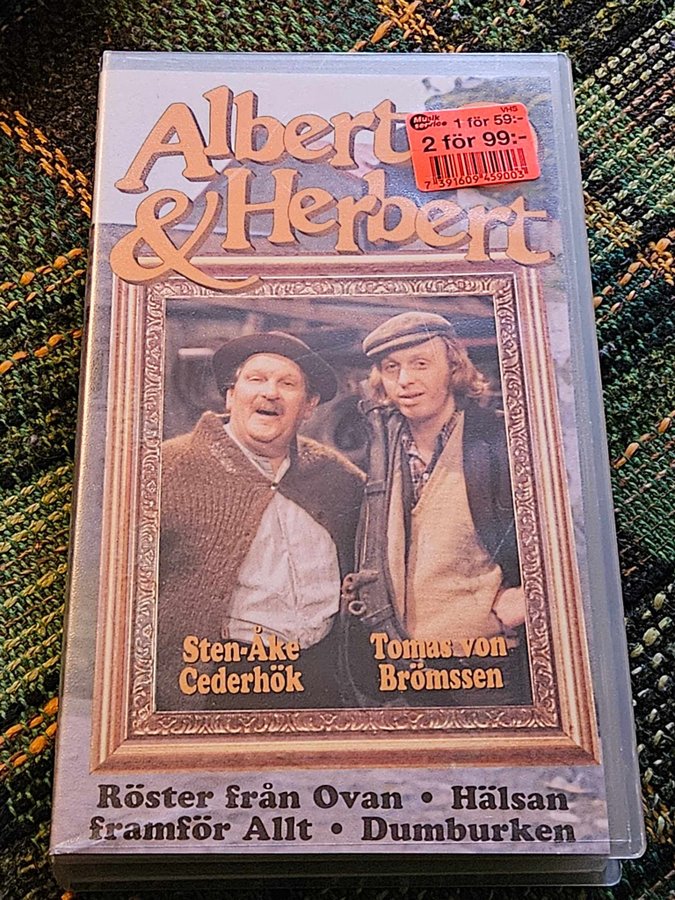 Albert
& Herbert
VHS
Musik service 1 för 59:-
2 för 99:-
7 391609 459003
Sten-Åke
Cederhök
Tomas von
Brömssen
Röster från Ovan • Hälsan
framför Allt • Dumburken